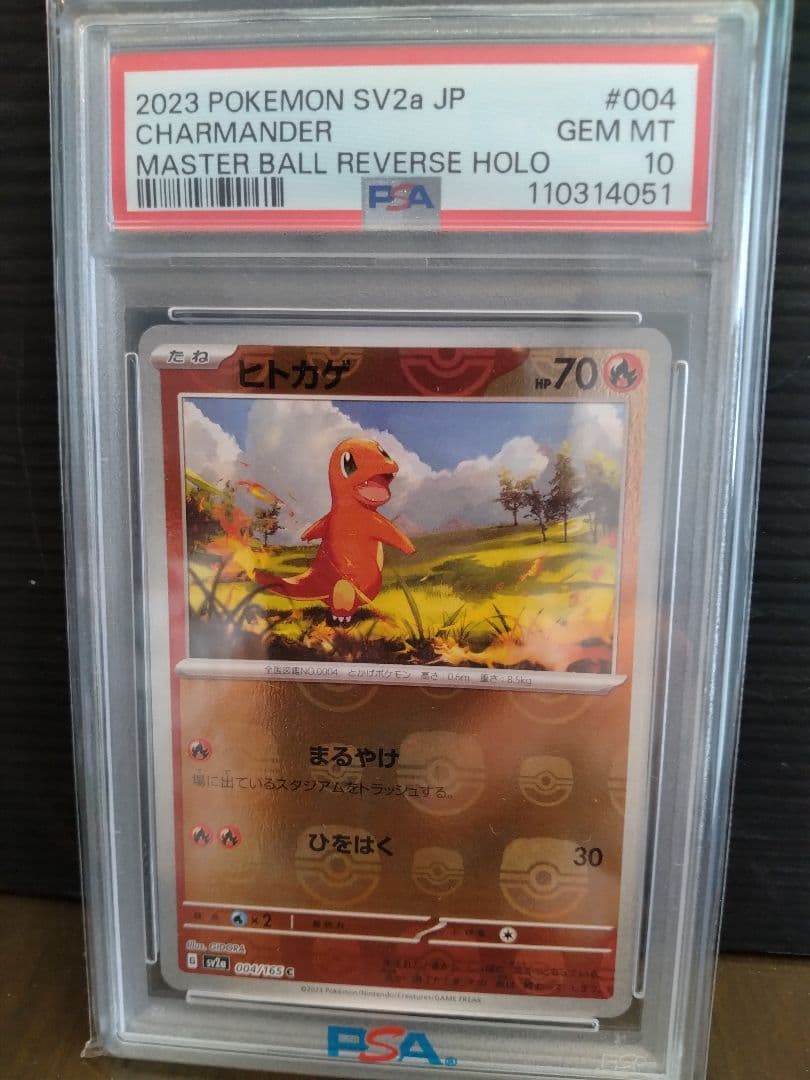 2023 POKEMON SV2a JP #004
CHARMANDER GEM MT
MASTER BALL REVERSE HOLO 10
PSA 110314051
たね ヒトカゲ HP 70
全国図鑑NO.0004 とかげポケモン 高さ:0.6m 重さ:8.5kg
まるやけ
場に出ているスタジアムをトラッシュする。
ひをはく 30
×2
illus. GIDORA
G sv2a 004/165 C
©2023 Pokémon/Nintendo/Creatures/GAME FREAK
PSA